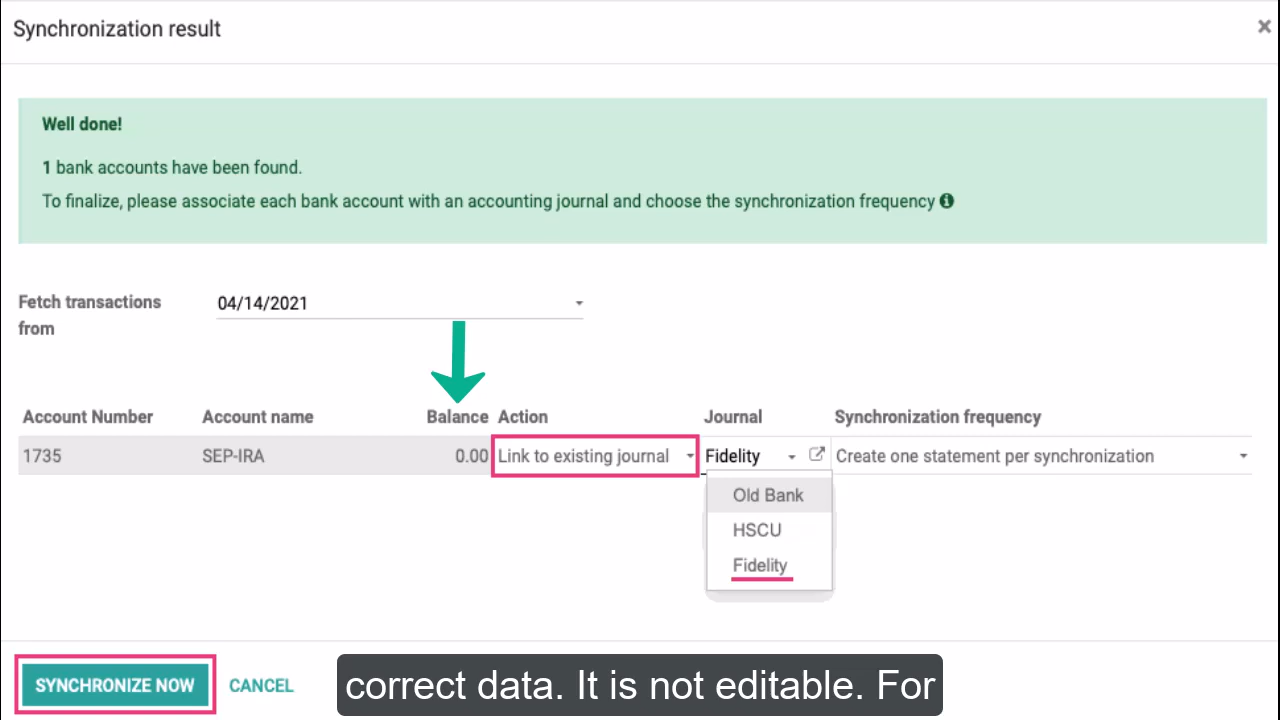 Synchronization result
×
Well done!
1 bank accounts have been found.
To finalize, please associate each bank account with an accounting journal and choose the synchronization frequency
Fetch transactions from
04/14/2021
Account Number Account name Balance Action Journal Synchronization frequency
1735 SEP-IRA 0.00 Link to existing journal Fidelity Create one statement per synchronization
Old Bank
HSCU
Fidelity
SYNCHRONIZE NOW CANCEL
correct data. It is not editable. For